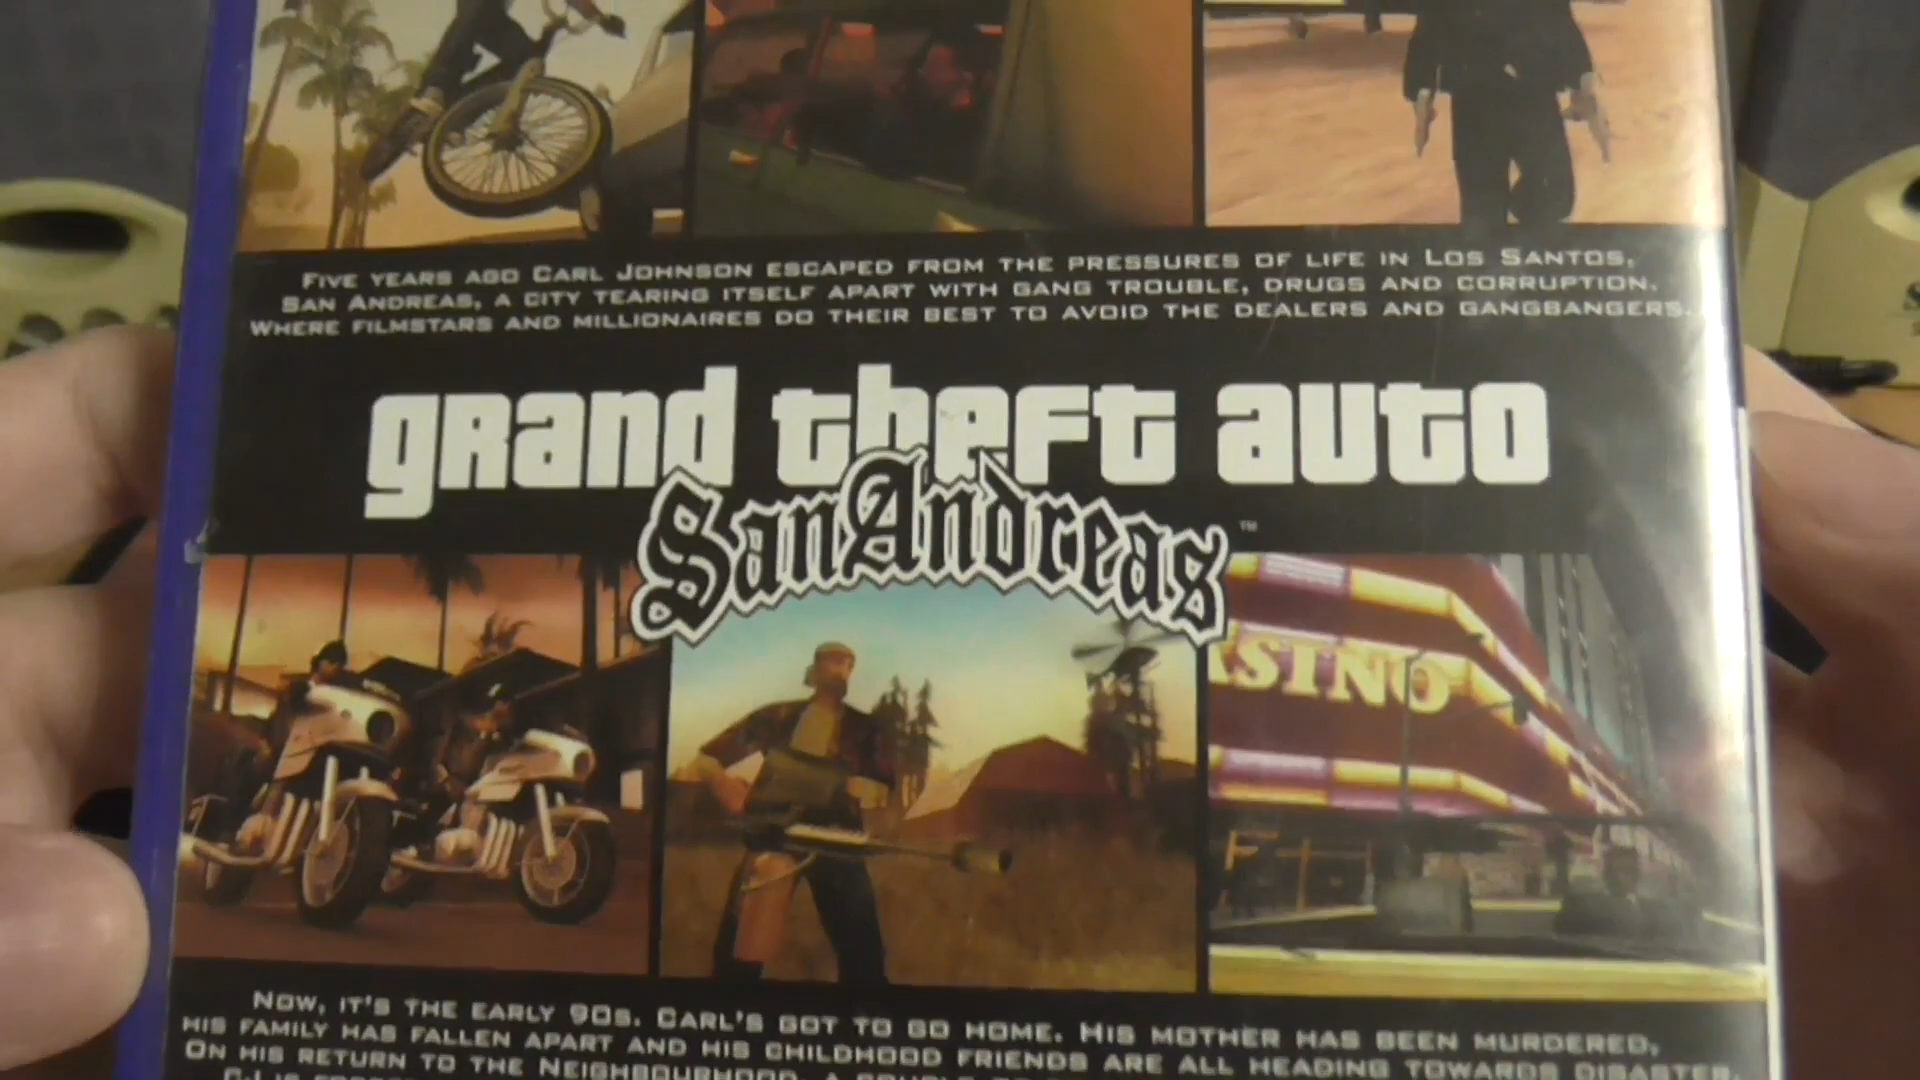 Five years ago Carl Johnson escaped from the pressures of life in Los Santos,
San Andreas, a city tearing itself apart with gang trouble, drugs and corruption.
Where filmstars and millionaires do their best to avoid the dealers and gangbangers.
grand theft auto
San Andreas ™
ASINO
Now, it's the early 90s. Carl's got to go home. His mother has been murdered,
his family has fallen apart and his childhood friends are all heading towards disaster.
On his return to the Neighbourhood, a couple